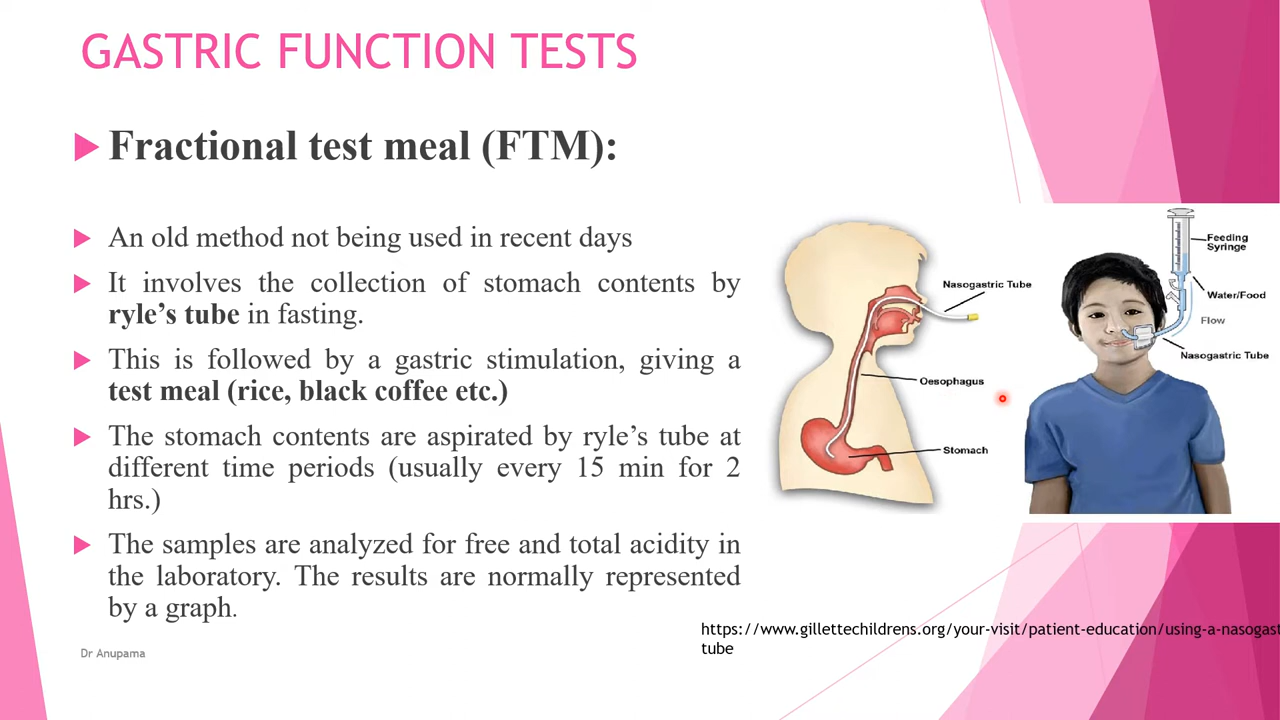 GASTRIC FUNCTION TESTS
Fractional test meal (FTM):
An old method not being used in recent days
It involves the collection of stomach contents by
ryle's tube in fasting.
This is followed by a gastric stimulation, giving a
test meal (rice, black coffee etc.)
The stomach contents are aspirated by ryle's tube at
different time periods (usually every 15 min for 2
hrs.)
The samples are analyzed for free and total acidity in
the laboratory. The results are normally represented
by a graph.
Nasogastric Tube
Oesophagus
Stomach
Feeding
Syringe
Water/Food
Flow
Nasogastric Tube
https://www.gillettechildrens.org/your-visit/patient-education/using-a-nasogast
tube
Dr Anupama